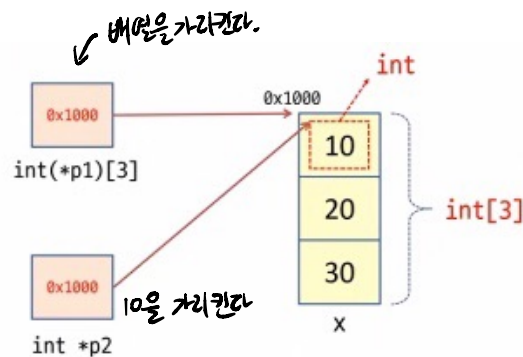 배열을 가리킨다.
int
0x1000
0x1000
10
int(*p1)[3]
20
int[3]
30
0x1000
10을 가리킨다
x
int *p2